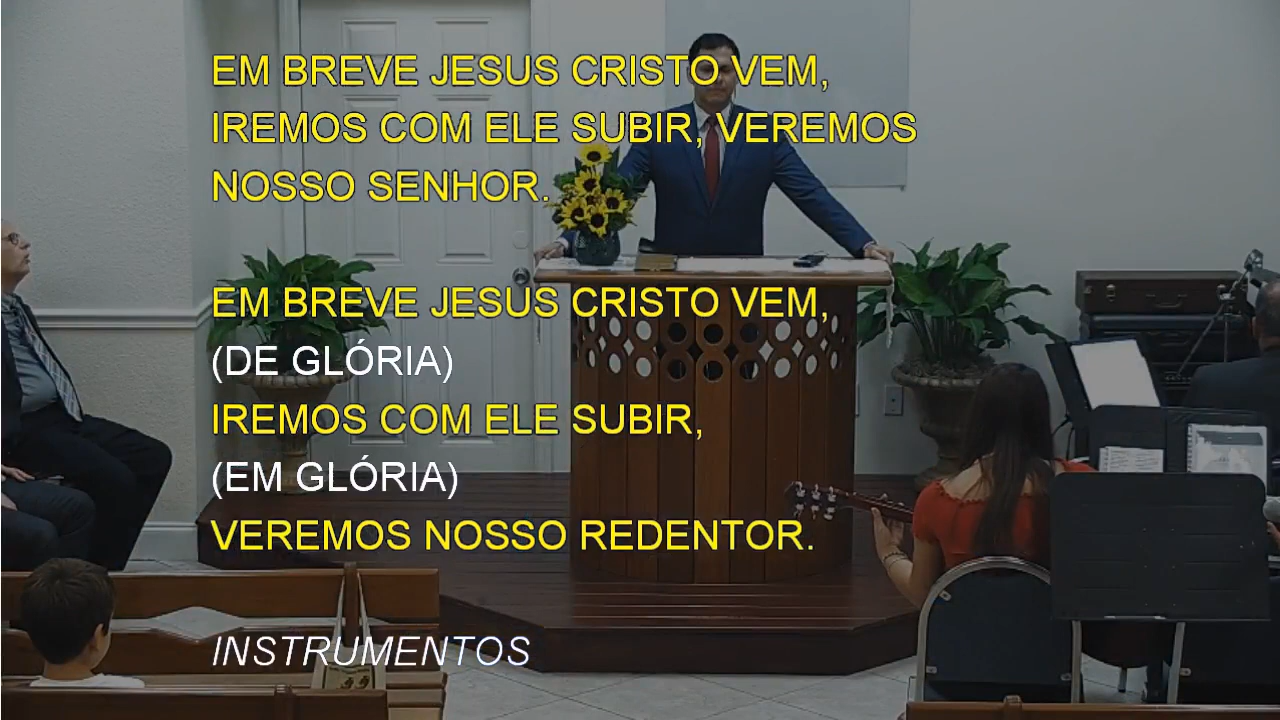 EM BREVE JESUS CRISTO VEM,
IREMOS COM ELE SUBIR, VEREMOS
NOSSO SENHOR.
EM BREVE JESUS CRISTO VEM,
(DE GLÓRIA)
IREMOS COM ELE SUBIR,
(EM GLÓRIA)
VEREMOS NOSSO REDENTOR.
INSTRUMENTOS